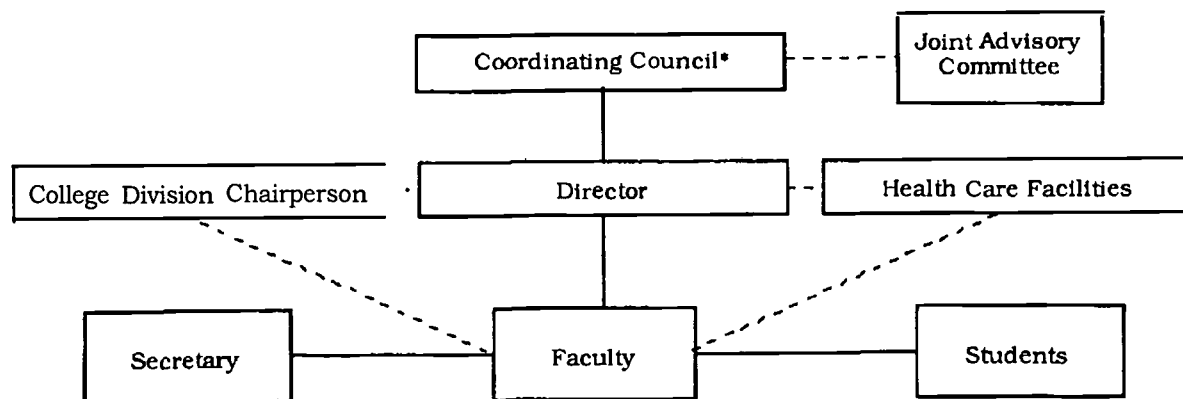 Coordinating Council*
Joint Advisory
Committee
College Division Chairperson
Director
Health Care Facilities
Secretary
Faculty
Students